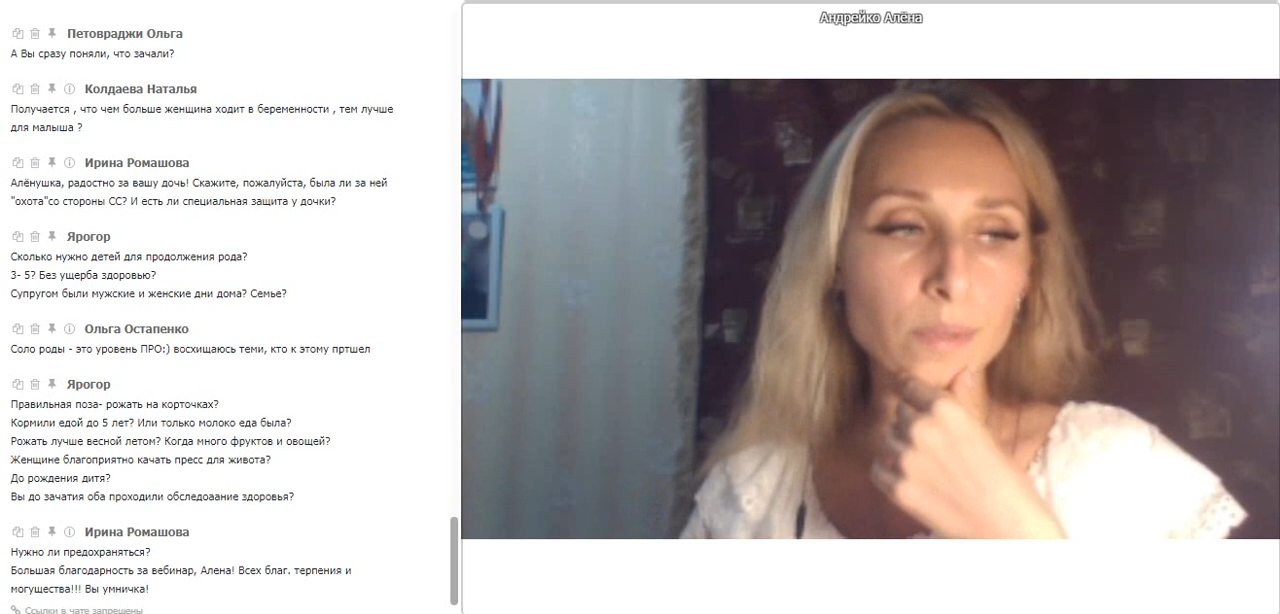 Петовраджи Ольга
А Вы сразу поняли, что зачали?
Колдаева Наталья
Получается , что чем больше женщина ходит в беременности , тем лучше
для малыша ?
Ирина Ромашова
Алёнушка, радостно за вашу дочь! Скажите, пожалуйста, была ли за ней
"охота"со стороны СС? И есть ли специальная защита у дочки?
Ярогор
Сколько нужно детей для продолжения рода?
3- 5? Без ущерба здоровью?
Супругом были мужские и женские дни дома? Семье?
Ольга Остапенко
Соло роды - это уровень ПРО:) восхищаюсь теми, кто к этому пртшел
Ярогор
Правильная поза- рожать на корточках?
Кормили едой до 5 лет? Или только молоко еда была?
Рожать лучше весной летом? Когда много фруктов и овощей?
Женщине благоприятно качать пресс для живота?
До рождения дитя?
Вы до зачатия оба проходили обследоаание здоровья?
Ирина Ромашова
Нужно ли предохраняться?
Большая благодарность за вебинар, Алена! Всех благ. терпения и
могущества!!! Вы умничка!
Ссылки в чате запрещены
Андрейко Алёна